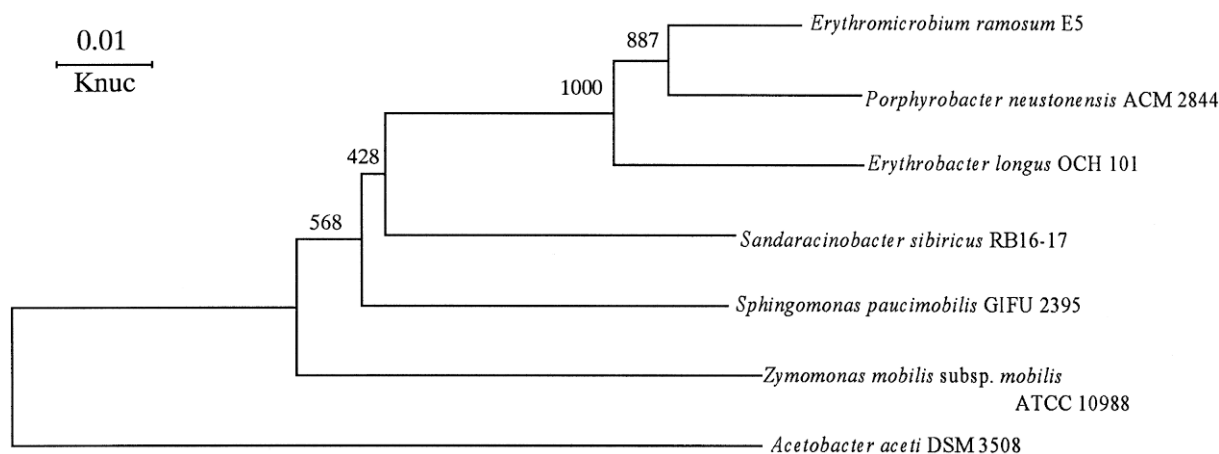 0.01
Knuc
Erythromicrobium ramosum E5
887
Porphyrobacter neustonensis ACM 2844
1000
Erythrobacter longus OCH 101
428
Sandaracinobacter sibiricus RB16-17
568
Sphingomonas paucimobilis GIFU 2395
Zymomonas mobilis subsp. mobilis
ATCC 10988
Acetobacter aceti DSM 3508